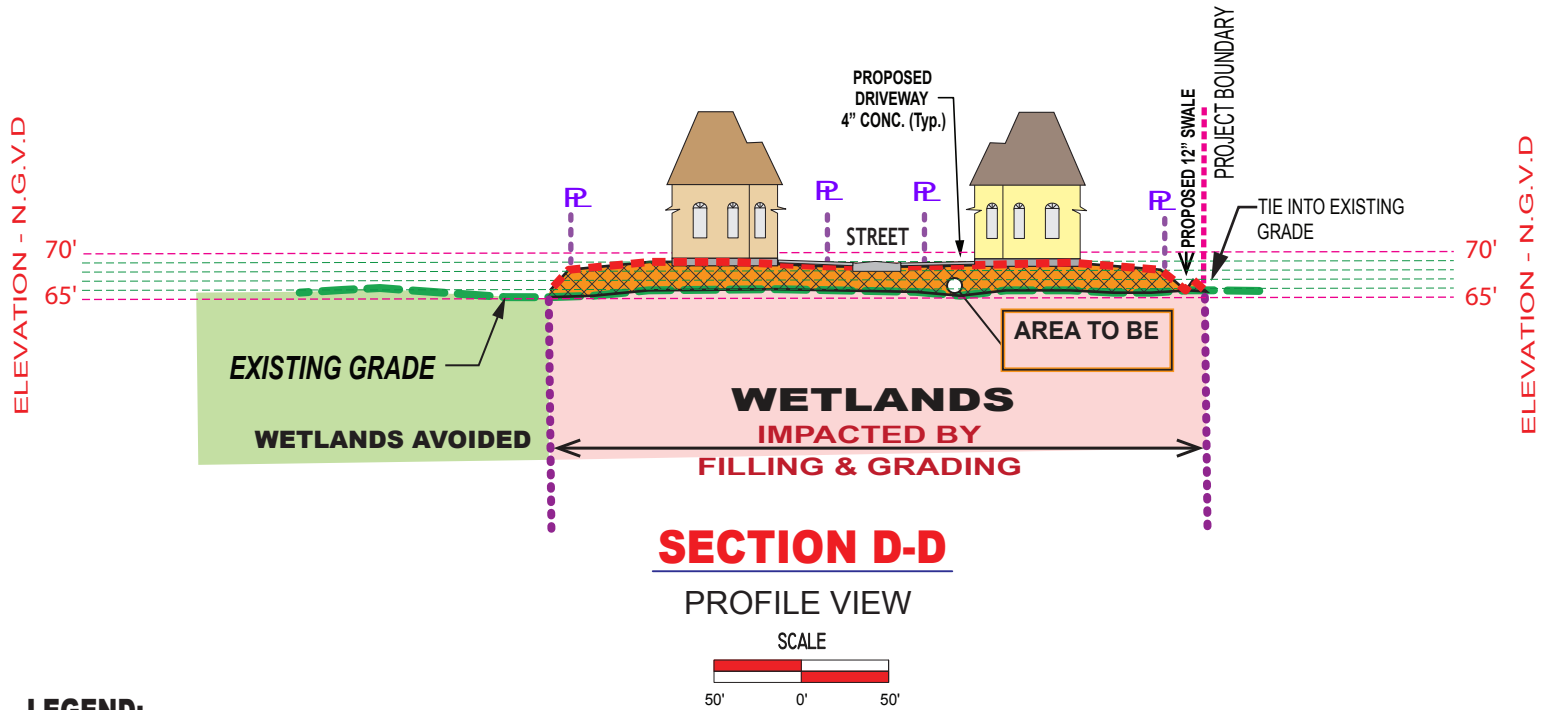 PROJECT BOUNDARY
PROPOSED
DRIVEWAY
4” CONC. (Typ.)
PROPOSED 12” SWALE
ELEVATION - N.G.V.D
ELEVATION - N.G.V.D
PL
PL
PL
PL
STREET
TIE INTO EXISTING
GRADE
70'
70'
65'
65'
AREA TO BE
EXISTING GRADE
WETLANDS AVOIDED
WETLANDS
IMPACTED BY
FILLING & GRADING
SECTION D-D
PROFILE VIEW
SCALE
50'
0'
50'
LEGEND: